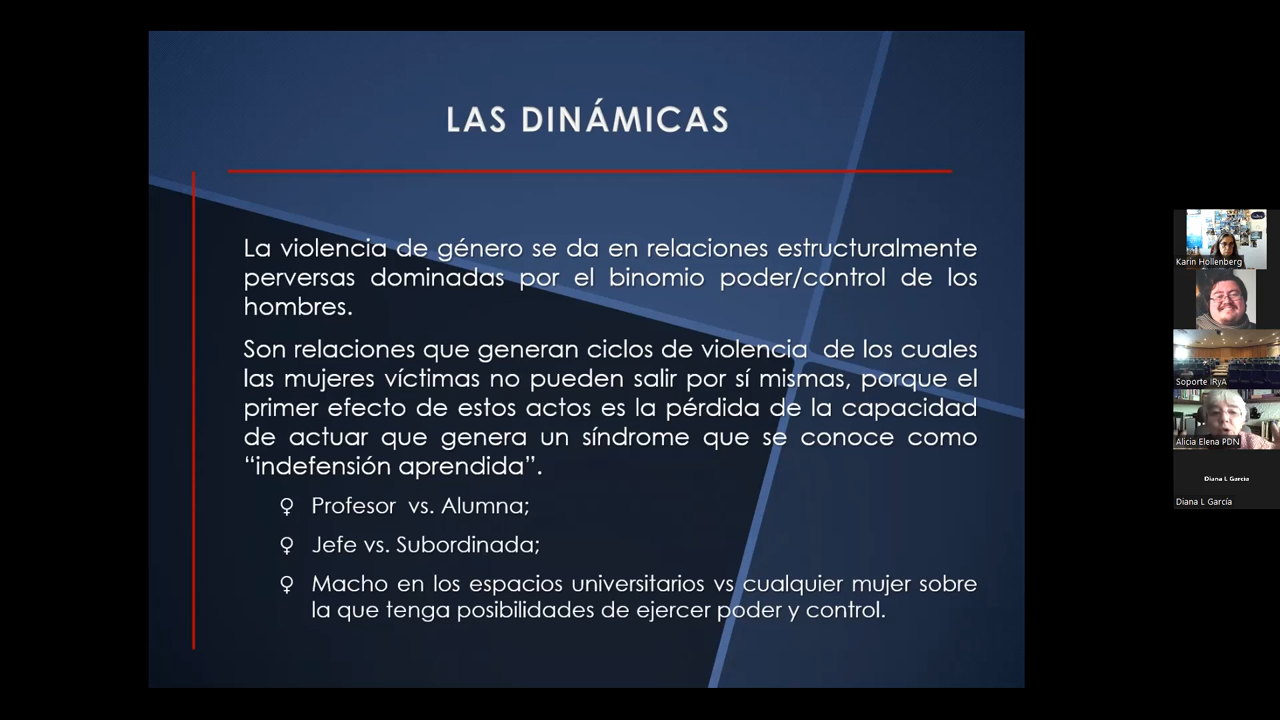 LAS DINÁMICAS
La violencia de género se da en relaciones estructuralmente
perversas dominadas por el binomio poder/control de los
hombres.
Son relaciones que generan ciclos de violencia de los cuales
las mujeres víctimas no pueden salir por sí mismas, porque el
primer efecto de estos actos es la pérdida de la capacidad
de actuar que genera un síndrome que se conoce como
“indefensión aprendida”.
♀ Profesor vs. Alumna;
♀ Jefe vs. Subordinada;
♀ Macho en los espacios universitarios vs cualquier mujer sobre
la que tenga posibilidades de ejercer poder y control.
Karin Hollenberg
Soporte IRyA
Alicia Elena PDN
Diana L García
Diana L García